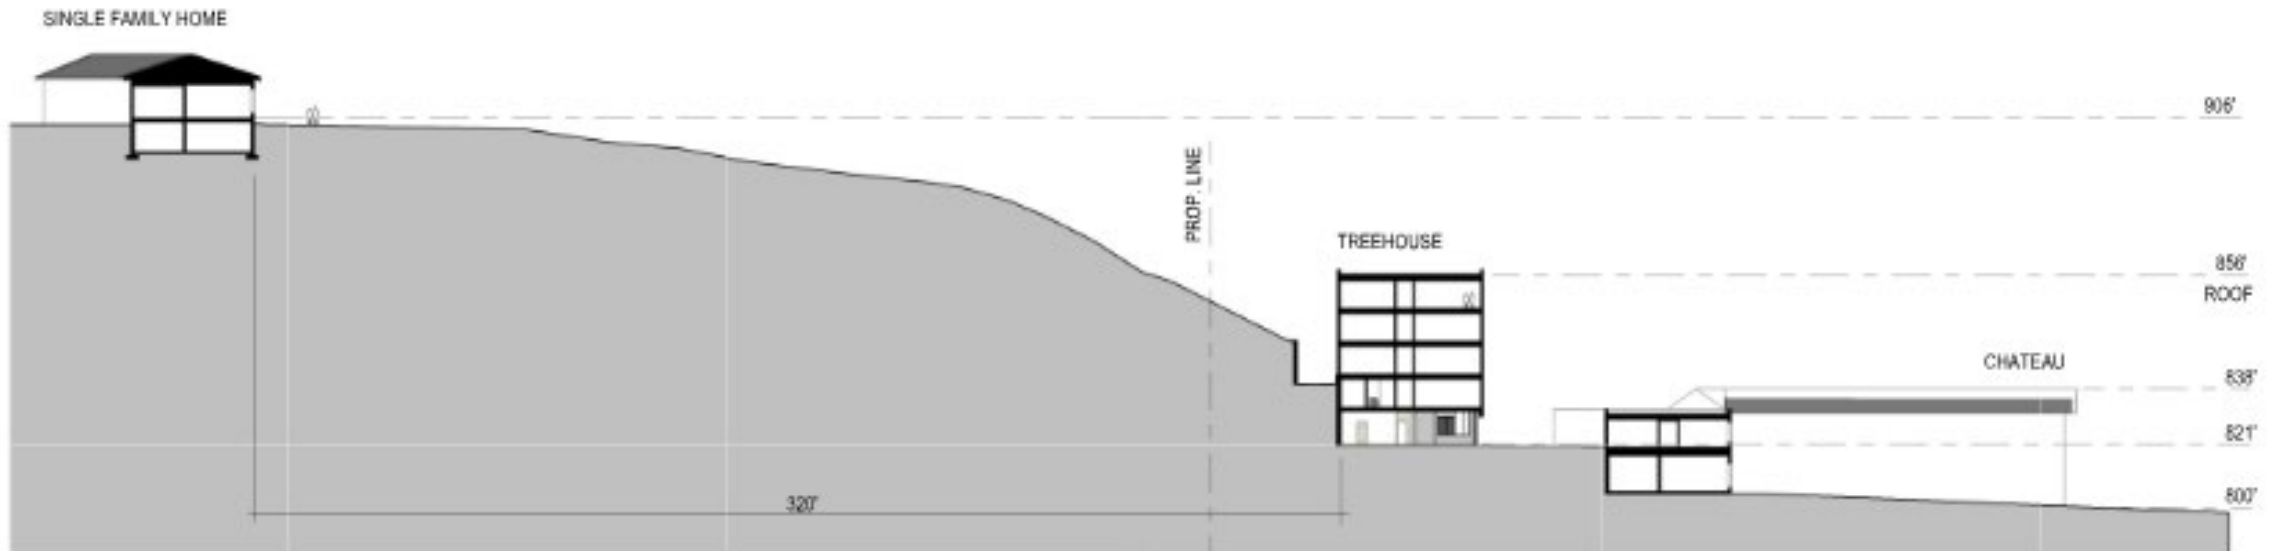 SINGLE FAMILY HOME
906'
PROP. LINE
TREEHOUSE
856'
ROOF
CHATEAU
838'
821'
800'
320'